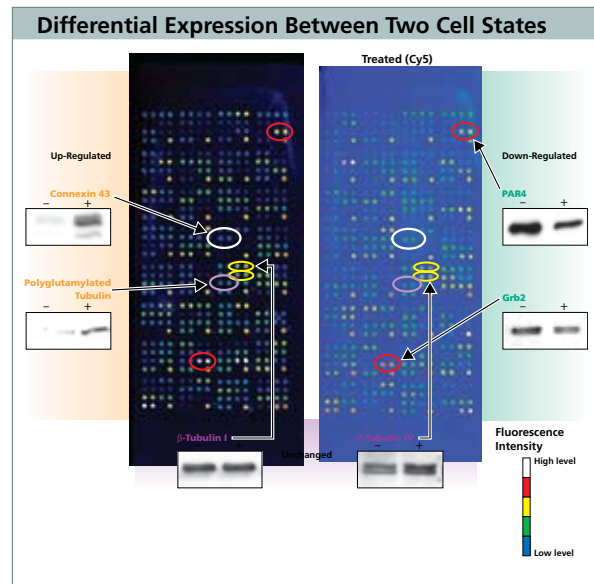 Differential Expression Between Two Cell States
Treated (Cy5)
Up-Regulated
Connexin 43
– +
Polyglutamylated
Tubulin
– +
Down-Regulated
PAR4
– +
Grb2
– +
β-Tubulin I
+
Unchanged
β-Tubulin IV
– +
Fluorescence
Intensity
High level
Low level